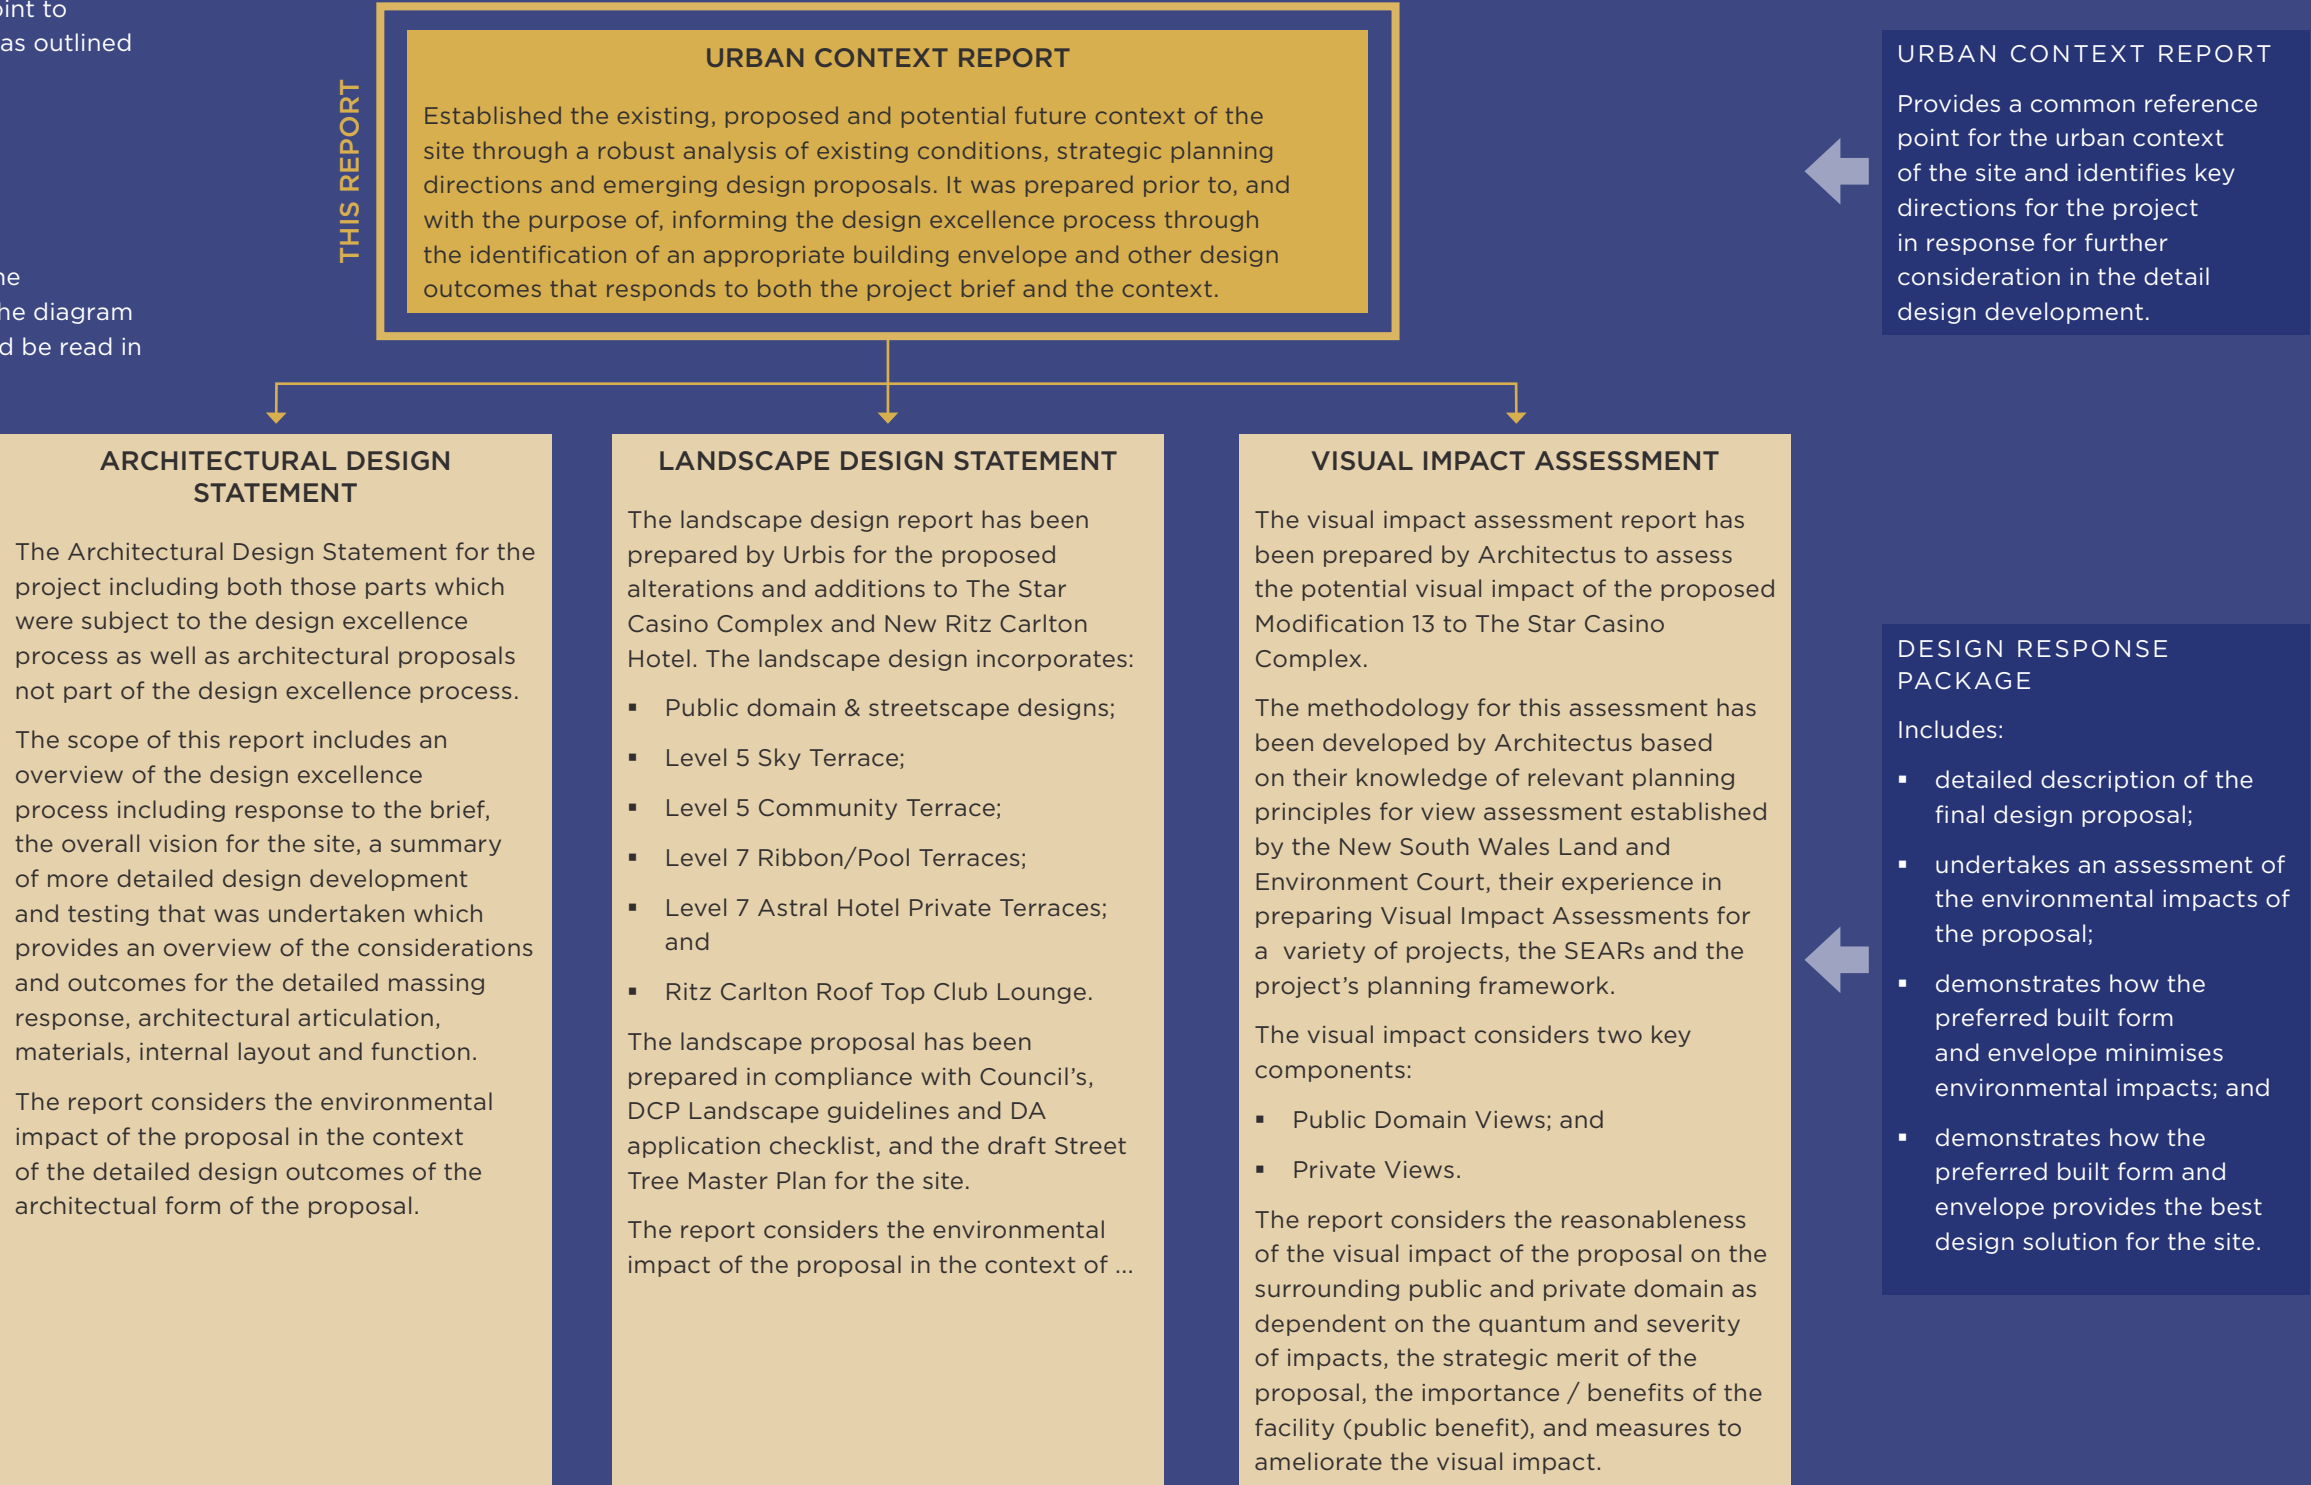 oint to
as outlined
ne
he diagram
d be read in
THIS REPORT
URBAN CONTEXT REPORT
Established the existing, proposed and potential future context of the
site through a robust analysis of existing conditions, strategic planning
directions and emerging design proposals. It was prepared prior to, and
with the purpose of, informing the design excellence process through
the identification of an appropriate building envelope and other design
outcomes that responds to both the project brief and the context.
URBAN CONTEXT REPORT
Provides a common reference
point for the urban context
of the site and identifies key
directions for the project
in response for further
consideration in the detail
design development.
ARCHITECTURAL DESIGN
STATEMENT
The Architectural Design Statement for the
project including both those parts which
were subject to the design excellence
process as well as architectural proposals
not part of the design excellence process.
The scope of this report includes an
overview of the design excellence
process including response to the brief,
the overall vision for the site, a summary
of more detailed design development
and testing that was undertaken which
provides an overview of the considerations
and outcomes for the detailed massing
response, architectural articulation,
materials, internal layout and function.
The report considers the environmental
impact of the proposal in the context
of the detailed design outcomes of the
architectual form of the proposal.
LANDSCAPE DESIGN STATEMENT
The landscape design report has been
prepared by Urbis for the proposed
alterations and additions to The Star
Casino Complex and New Ritz Carlton
Hotel. The landscape design incorporates:
▪ Public domain & streetscape designs;
▪ Level 5 Sky Terrace;
▪ Level 5 Community Terrace;
▪ Level 7 Ribbon/Pool Terraces;
▪ Level 7 Astral Hotel Private Terraces;
and
▪ Ritz Carlton Roof Top Club Lounge.
The landscape proposal has been
prepared in compliance with Council's,
DCP Landscape guidelines and DA
application checklist, and the draft Street
Tree Master Plan for the site.
The report considers the environmental
impact of the proposal in the context of ...
VISUAL IMPACT ASSESSMENT
The visual impact assessment report has
been prepared by Architectus to assess
the potential visual impact of the proposed
Modification 13 to The Star Casino
Complex.
The methodology for this assessment has
been developed by Architectus based
on their knowledge of relevant planning
principles for view assessment established
by the New South Wales Land and
Environment Court, their experience in
preparing Visual Impact Assessments for
a variety of projects, the SEARs and the
project's planning framework.
The visual impact considers two key
components:
▪ Public Domain Views; and
▪ Private Views.
The report considers the reasonableness
of the visual impact of the proposal on the
surrounding public and private domain as
dependent on the quantum and severity
of impacts, the strategic merit of the
proposal, the importance / benefits of the
facility (public benefit), and measures to
ameliorate the visual impact.
DESIGN RESPONSE
PACKAGE
Includes:
▪ detailed description of the
final design proposal;
▪ undertakes an assessment of
the environmental impacts of
the proposal;
▪ demonstrates how the
preferred built form
and envelope minimises
environmental impacts; and
▪ demonstrates how the
preferred built form and
envelope provides the best
design solution for the site.